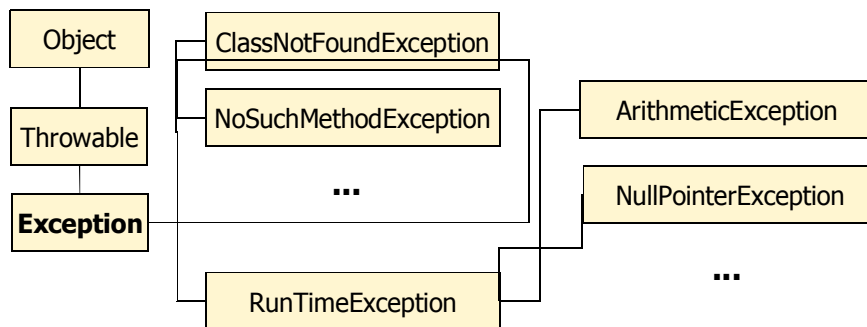 Object
Throwable
Exception
ClassNotFoundException
NoSuchMethodException
...
RunTimeException
ArithmeticException
NullPointerException
...